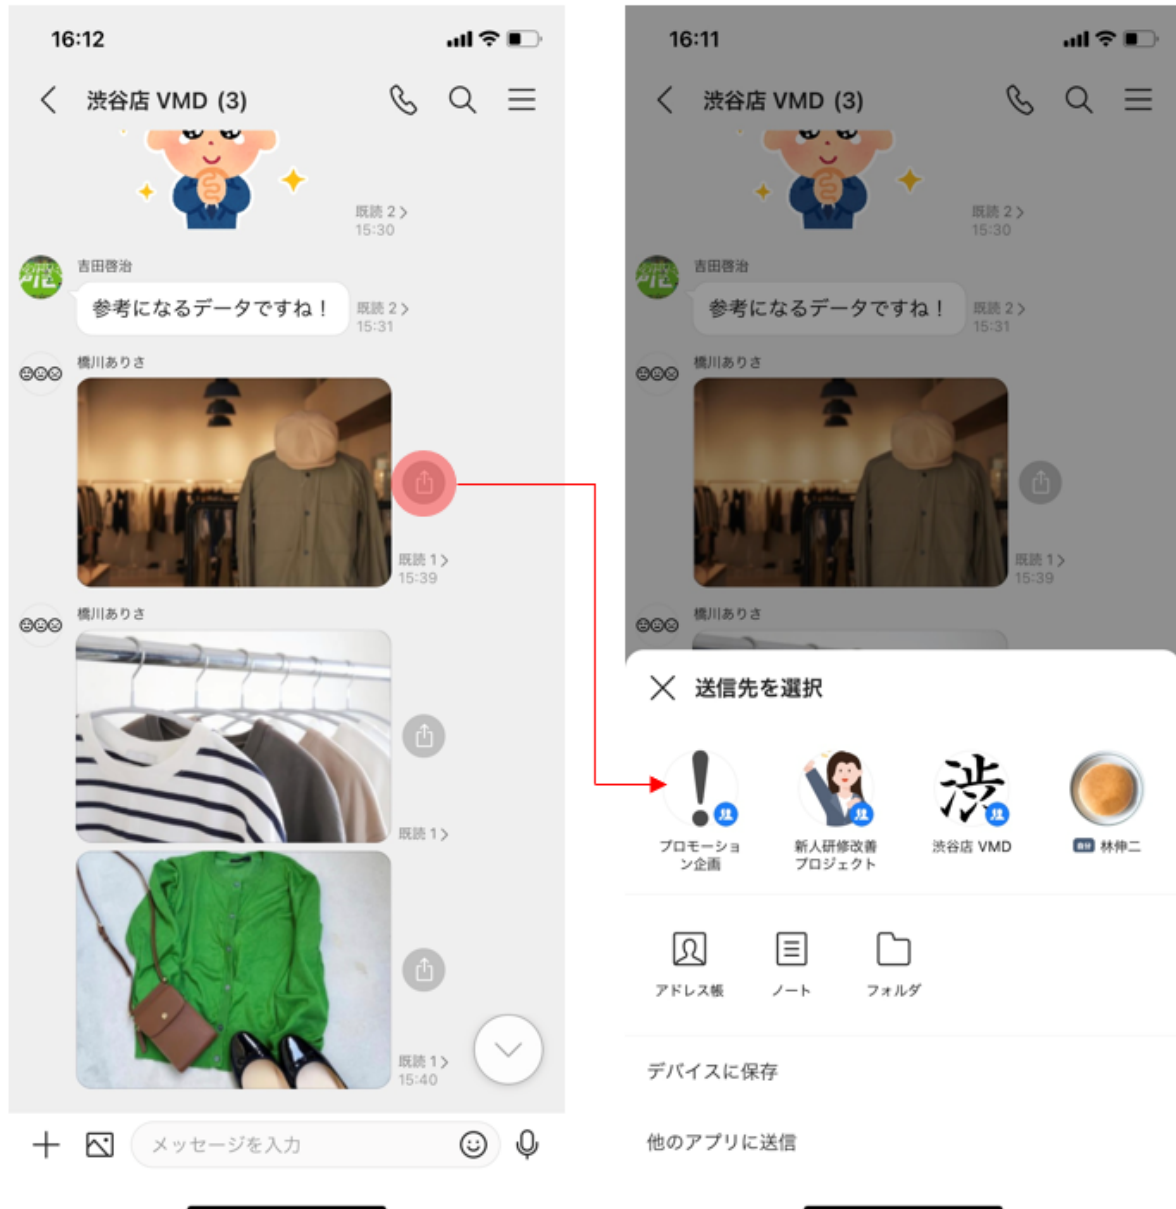 16:12
渋谷店 VMD (3)
既読 2
15:30
吉田啓治
参考になるデータですね！
既読 2
15:31
橋川ありさ
既読 1
15:39
橋川ありさ
既読 1
既読 1
15:40
メッセージを入力
16:11
渋谷店 VMD (3)
既読 2
15:30
吉田啓治
参考になるデータですね！
既読 2
15:31
橋川ありさ
既読 1
15:39
橋川ありさ
送信先を選択
渋
プロモーショ
ン企画
新人研修改善
プロジェクト
渋谷店 VMD
自分 林伸二
アドレス帳
ノート
フォルダ
デバイスに保存
他のアプリに送信